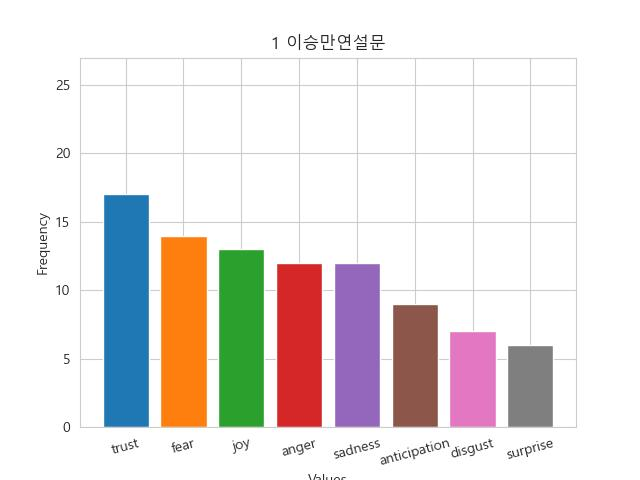 1 이승만연설문
Frequency
25
20
15
10
5
0
trust fear joy anger sadness anticipation disgust surprise
Values